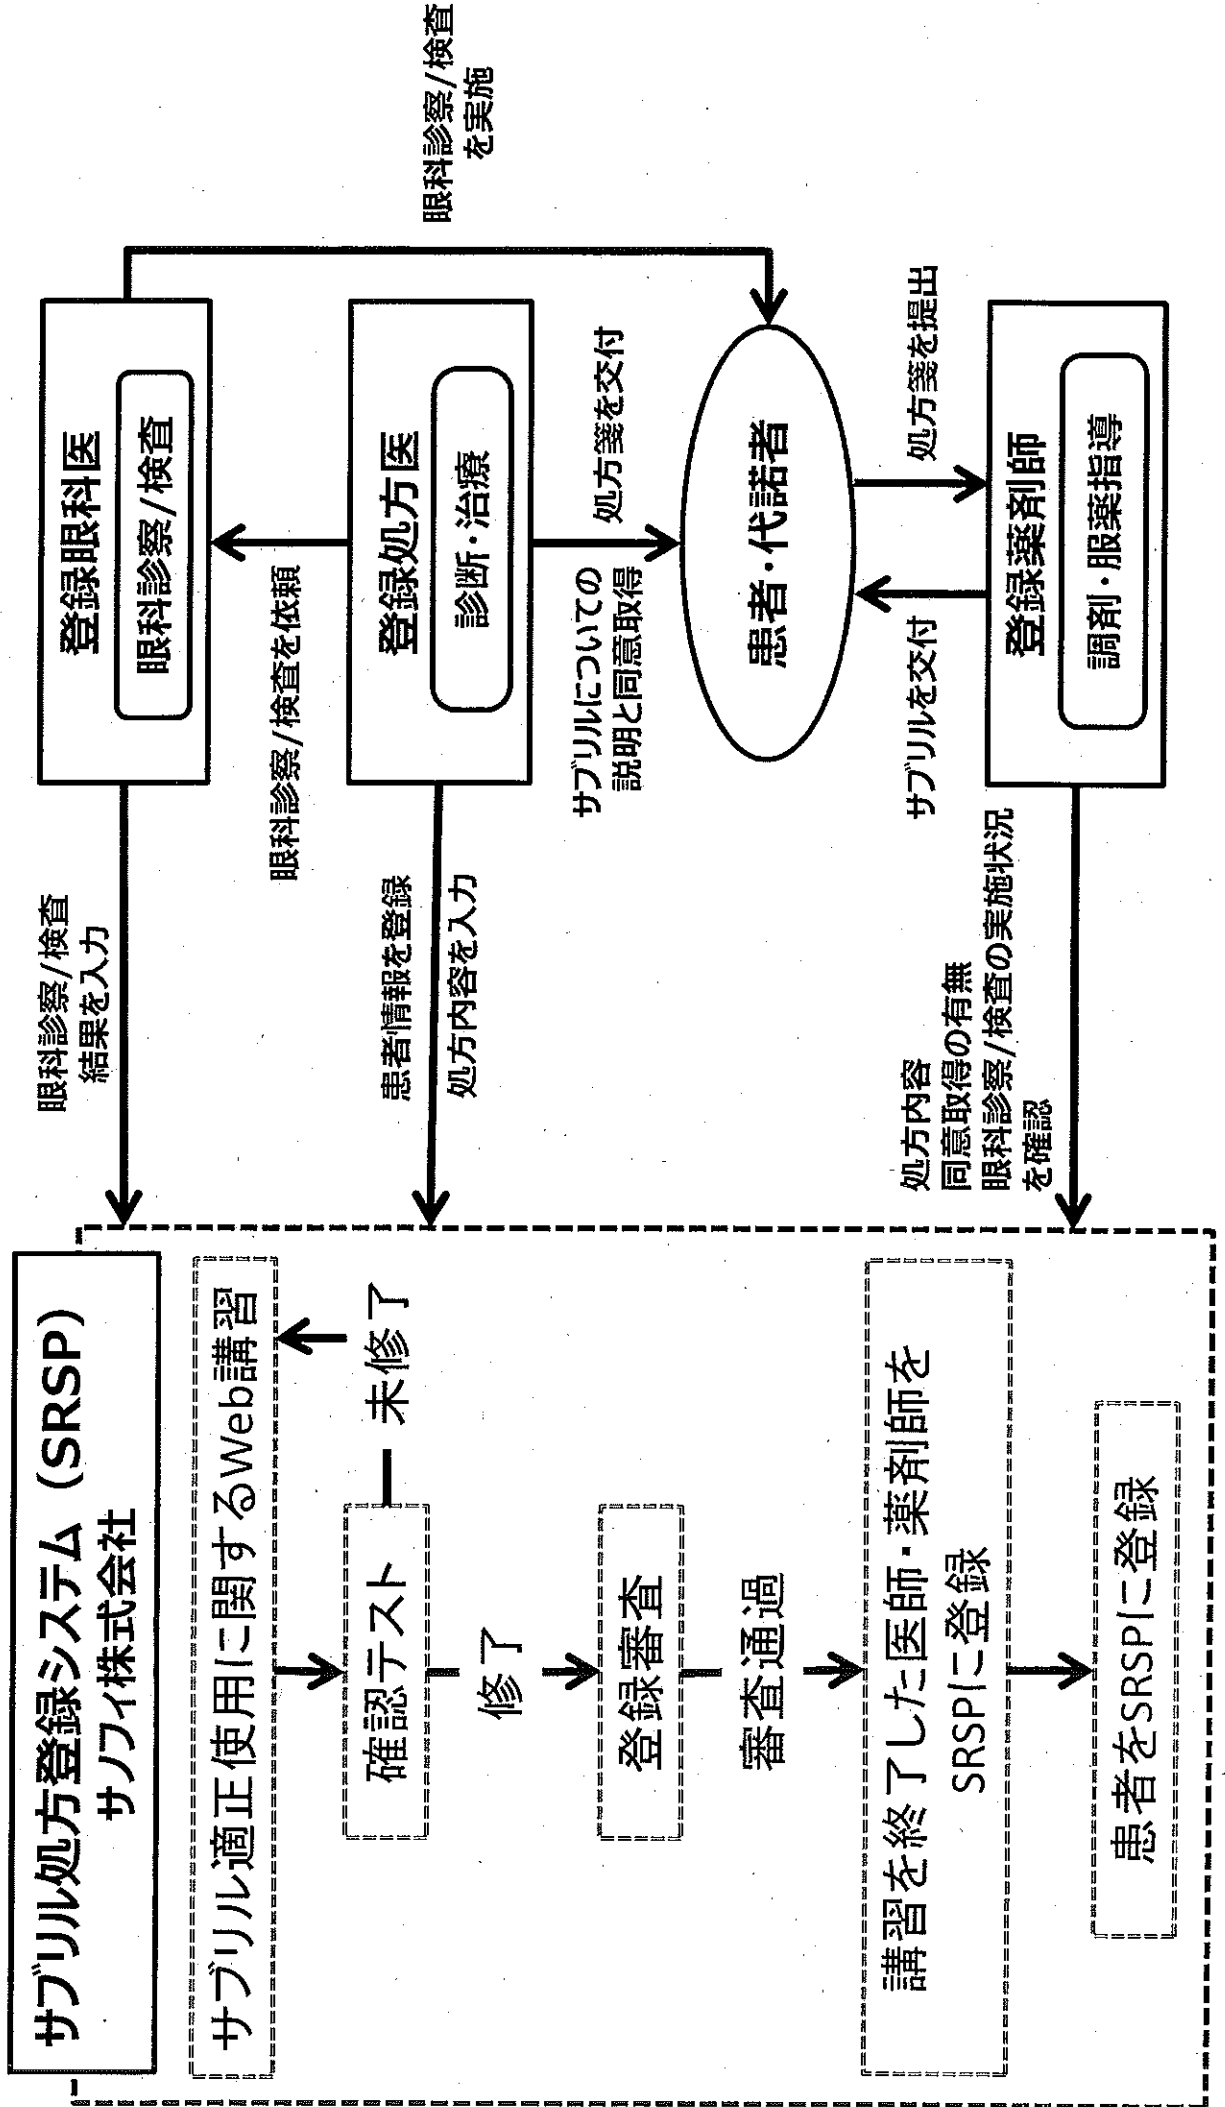 サブリル処方登録システム（SRSP）
サノフィ株式会社
サブリル適正使用に関するWeb講習
確認テスト
未修了
修了
登録審査
審査通過
講習を終了した医師・薬剤師を
SRSPに登録
患者をSRSPに登録
眼科診察/検査
結果を入力
患者情報を登録
処方内容を入力
処方内容
同意取得の有無
眼科診察/検査の実施状況
を確認
登録眼科医
眼科診察/検査
眼科診察/検査を依頼
登録処方医
診断・治療
サブリルについての
説明と同意取得
処方箋を交付
患者・代諾者
サブリルを交付
処方箋を提出
登録薬剤師
調剤・服薬指導
眼科診察/検査
を実施